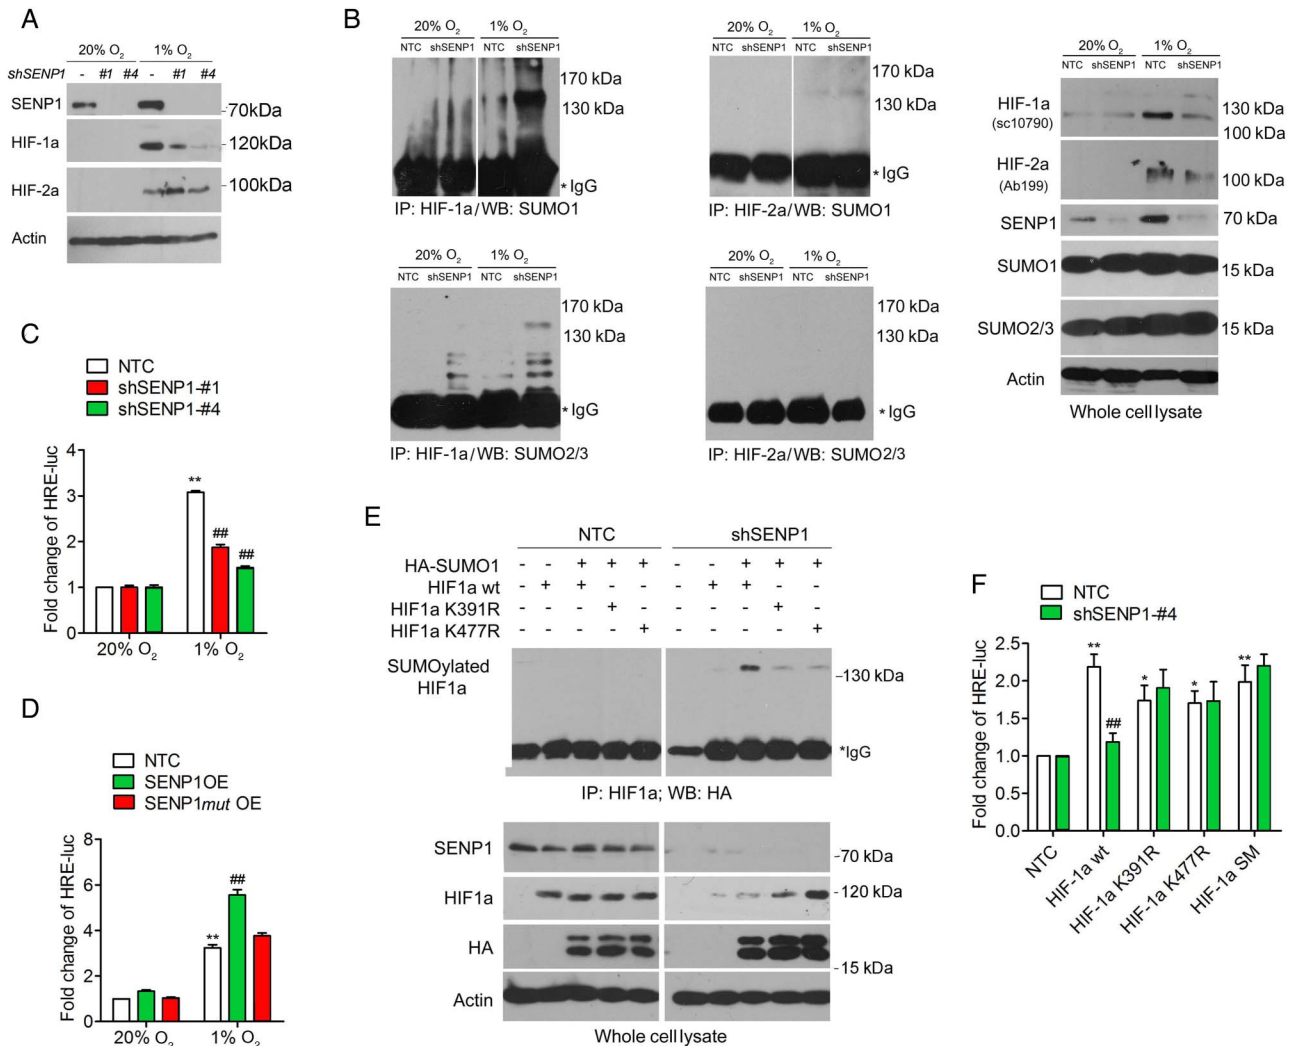 A
20% O2 1% O2
shSENP1 - #1 #4 - #1 #4
SENP1
-70kDa
HIF-1a
-120kDa
HIF-2a
-100kDa
Actin
B
20% O2 1% O2
NTC shSENP1 NTC shSENP1
170 kDa
130 kDa
* IgG
IP: HIF-1a/WB: SUMO1
20% O2 1% O2
NTC shSENP1 NTC shSENP1
170 kDa
130 kDa
* IgG
IP: HIF-2a/WB: SUMO1
20% O2 1% O2
NTC shSENP1 NTC shSENP1
170 kDa
130 kDa
* IgG
IP: HIF-1a/WB: SUMO2/3
20% O2 1% O2
NTC shSENP1 NTC shSENP1
170 kDa
130 kDa
* IgG
IP: HIF-2a/WB: SUMO2/3
20% O2 1% O2
NTC shSENP1 NTC shSENP1
HIF-1a
(sc10790)
130 kDa
100 kDa
HIF-2a
(Ab199)
100 kDa
SENP1
70 kDa
SUMO1
15 kDa
SUMO2/3
15 kDa
Actin
Whole cell lysate
C
NTC
shSENP1-#1
shSENP1-#4
Fold change of HRE-luc
4
3
2
1
0
**
##
##
20% O2 1% O2
D
NTC
SENP1OE
SENP1mut OE
Fold change of HRE-luc
8
6
4
2
0
**
##
20% O2 1% O2
E
NTC shSENP1
HA-SUMO1 - - + + + - - + + +
HIF1a wt - + + - - - + + - -
HIF1a K391R - - - + - - - - + -
HIF1a K477R - - - - + - - - - +
SUMOylated
HIF1a
-130 kDa
*IgG
IP: HIF1a; WB: HA
SENP1
-70 kDa
HIF1a
-120 kDa
HA
-15 kDa
Actin
Whole cell lysate
F
NTC
shSENP1-#4
Fold change of HRE-luc
2.5
2.0
1.5
1.0
0.5
0.0
**
##
*
*
**
NTC
HIF-1a wt
HIF-1a K391R
HIF-1a K477R
HIF-1a SM